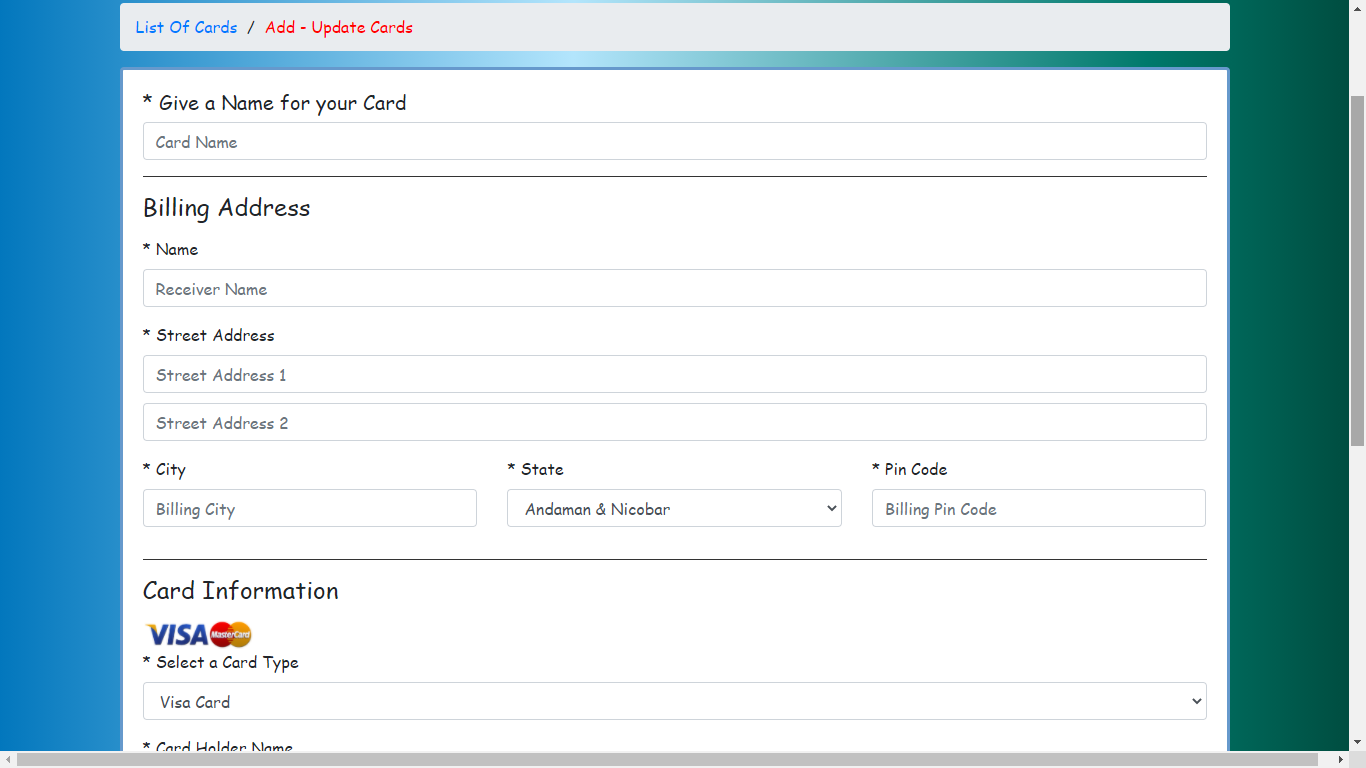 List Of Cards / Add - Update Cards
* Give a Name for your Card
Card Name
Billing Address
* Name
Receiver Name
* Street Address
Street Address 1
Street Address 2
* City * State * Pin Code
Billing City Andaman & Nicobar Billing Pin Code
Card Information
VISA MasterCard
* Select a Card Type
Visa Card
* Card Holder Name